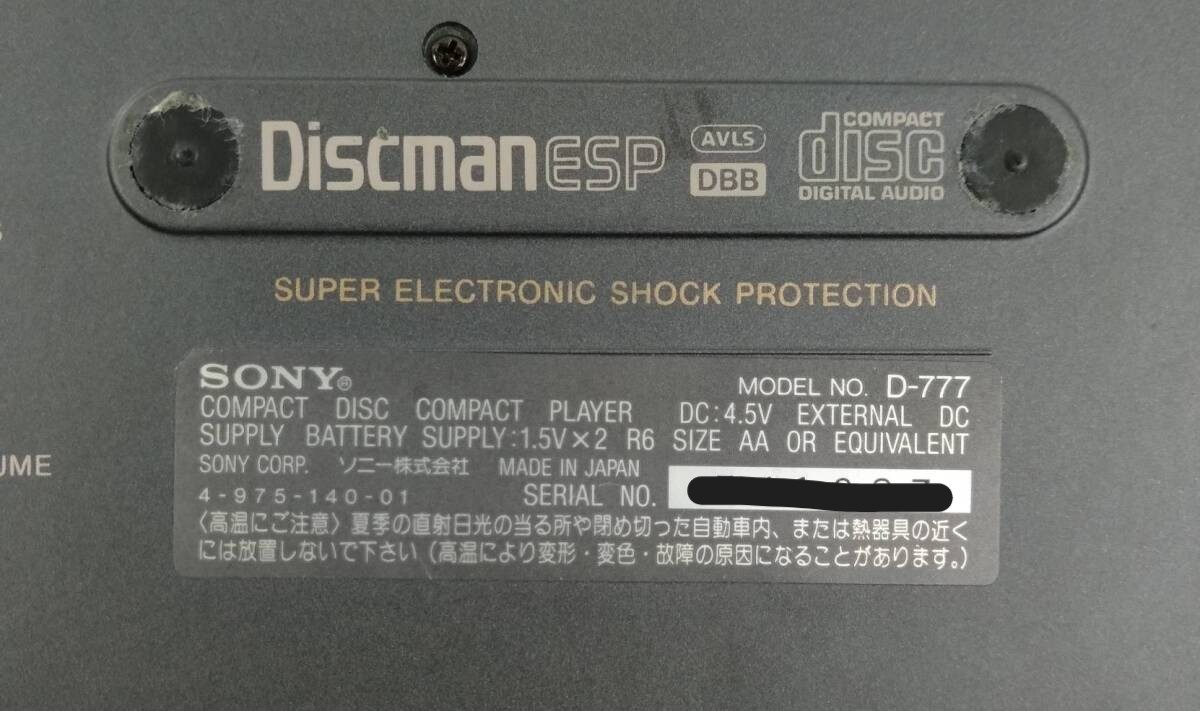 Discman ESP AVLS DBB COMPACT disc DIGITAL AUDIO
SUPER ELECTRONIC SHOCK PROTECTION
SONY® MODEL NO. D-777
COMPACT DISC COMPACT PLAYER DC:4.5V EXTERNAL DC
SUPPLY BATTERY SUPPLY:1.5V×2 R6 SIZE AA OR EQUIVALENT
UME
SONY CORP. ソニー株式会社 MADE IN JAPAN
4-975-140-01 SERIAL NO.
〈高温にご注意〉夏季の直射日光の当る所や閉め切った自動車内、または熱器具の近く
には放置しないで下さい（高温により変形・変色・故障の原因になることがあります。）